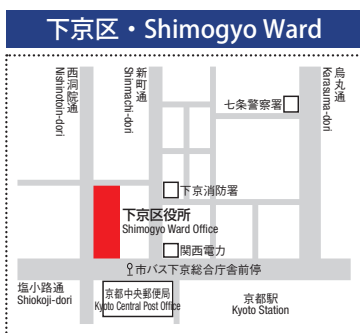 下京区・Shimogyo Ward
西洞院通
Nishinotoin-dori
新町通
Shinmachi-dori
烏丸通
Karasuma-dori
七条警察署
下京消防署
下京区役所
Shimogyo Ward Office
関西電力
市バス下京総合庁舎前停
塩小路通
Shiokoji-dori
京都中央郵便局
Kyoto Central Post Office
京都駅
Kyoto Station